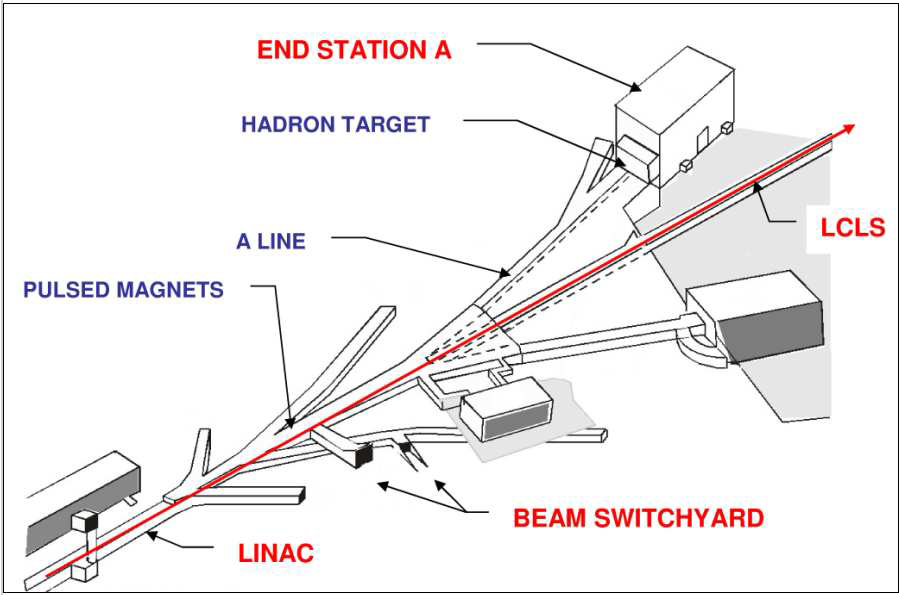 END STATION A
HADRON TARGET
A LINE
PULSED MAGNETS
LCLS
BEAM SWITCHYARD
LINAC